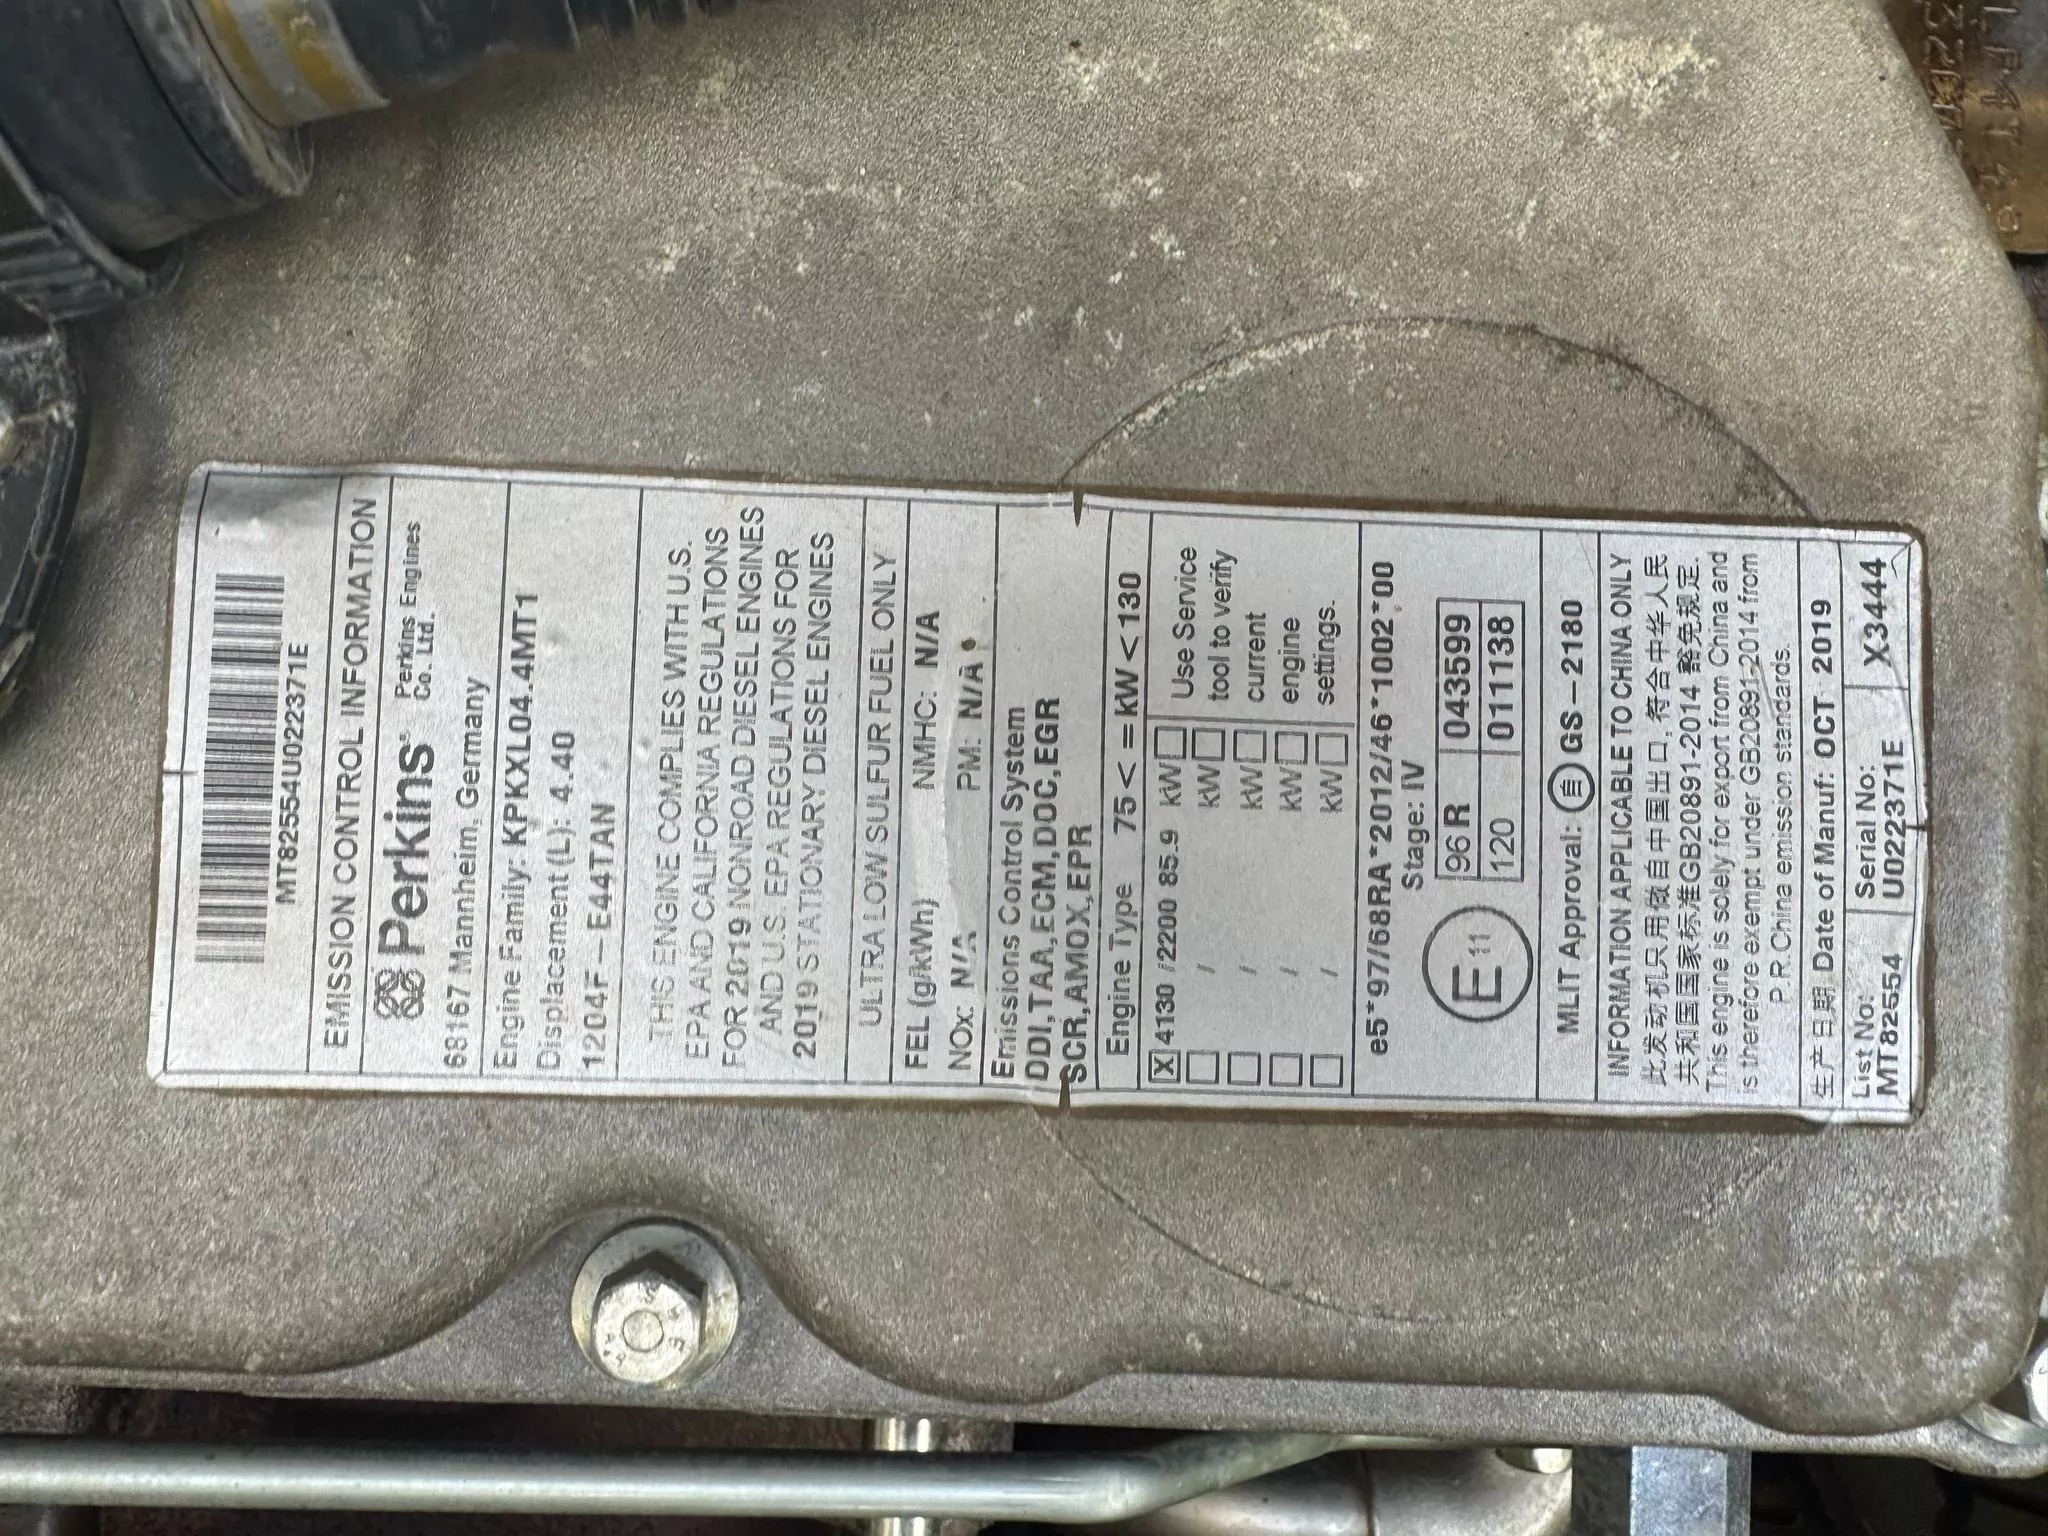 MT82554U022371E
EMISSION CONTROL INFORMATION
Perkins® Perkins Engines Co. Ltd.
68167 Mannheim, Germany
Engine Family: KPKXL04.4MT1
Displacement (L): 4.40
1204F-E44TAN
THIS ENGINE COMPLIES WITH U.S.
EPA AND CALIFORNIA REGULATIONS
FOR 2019 NONROAD DIESEL ENGINES
AND U.S. EPA REGULATIONS FOR
2019 STATIONARY DIESEL ENGINES
ULTRA LOW SULFUR FUEL ONLY
FEL (g/kWh) NMHC: N/A
NOx: N/A PM: N/A
Emissions Control System
DDI,TAA,ECM,DOC,EGR
SCR,AMOX,EPR
Engine Type 75<=kW<130
X 4130 /2200 85.9 kW Use Service
/ kW tool to verify
/ kW current
/ kW engine
/ kW settings.
e5*97/68RA*2012/46*1002*00
Stage: IV
E11 96R 043599
120 011138
MLIT Approval: 自 GS-2180
INFORMATION APPLICABLE TO CHINA ONLY
此发动机只用做自中国出口,符合中华人民
共和国国家标准GB20891-2014 豁免规定.
This engine is solely for export from China and
is therefore exempt under GB20891-2014 from
P.R.China emission standards.
生产日期 Date of Manuf: OCT 2019
List No: Serial No:
MT82554 U022371E X3444